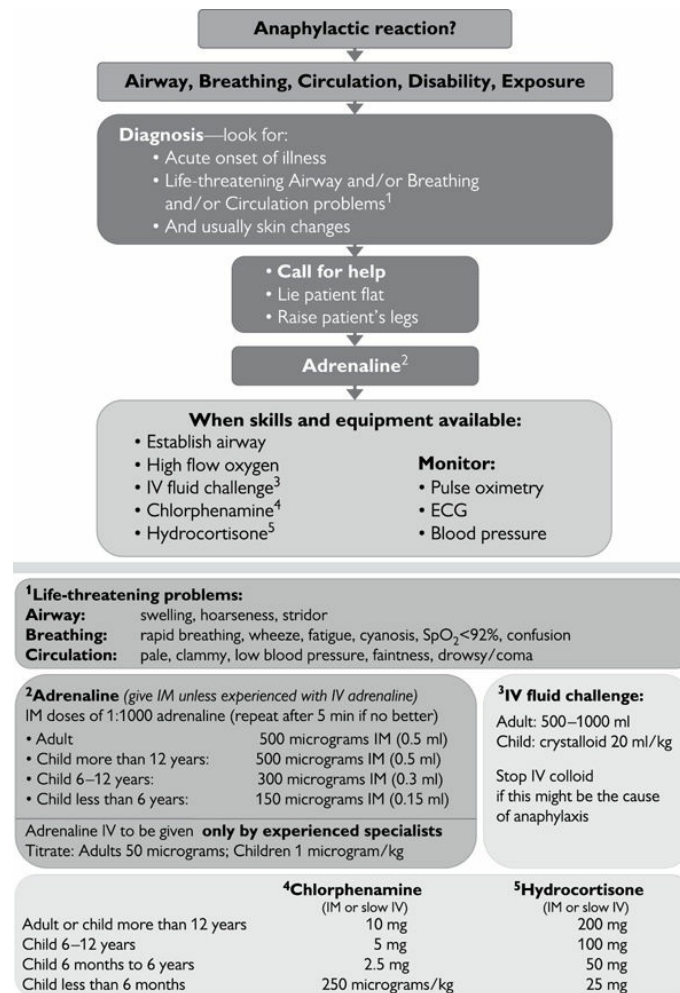 Anaphylactic reaction?
Airway, Breathing, Circulation, Disability, Exposure
Diagnosis—look for:
• Acute onset of illness
• Life-threatening Airway and/or Breathing
and/or Circulation problems¹
• And usually skin changes
• Call for help
• Lie patient flat
• Raise patient's legs
Adrenaline²
When skills and equipment available:
• Establish airway
• High flow oxygen
• IV fluid challenge³
• Chlorphenamine⁴
• Hydrocortisone⁵
Monitor:
• Pulse oximetry
• ECG
• Blood pressure
¹Life-threatening problems:
Airway: swelling, hoarseness, stridor
Breathing: rapid breathing, wheeze, fatigue, cyanosis, SpO₂<92%, confusion
Circulation: pale, clammy, low blood pressure, faintness, drowsy/coma
²Adrenaline (give IM unless experienced with IV adrenaline)
IM doses of 1:1000 adrenaline (repeat after 5 min if no better)
• Adult 500 micrograms IM (0.5 ml)
• Child more than 12 years: 500 micrograms IM (0.5 ml)
• Child 6–12 years: 300 micrograms IM (0.3 ml)
• Child less than 6 years: 150 micrograms IM (0.15 ml)
Adrenaline IV to be given only by experienced specialists
Titrate: Adults 50 micrograms; Children 1 microgram/kg
³IV fluid challenge:
Adult: 500–1000 ml
Child: crystalloid 20 ml/kg
Stop IV colloid
if this might be the cause
of anaphylaxis
⁴Chlorphenamine ⁵Hydrocortisone
(IM or slow IV) (IM or slow IV)
Adult or child more than 12 years 10 mg 200 mg
Child 6–12 years 5 mg 100 mg
Child 6 months to 6 years 2.5 mg 50 mg
Child less than 6 months 250 micrograms/kg 25 mg